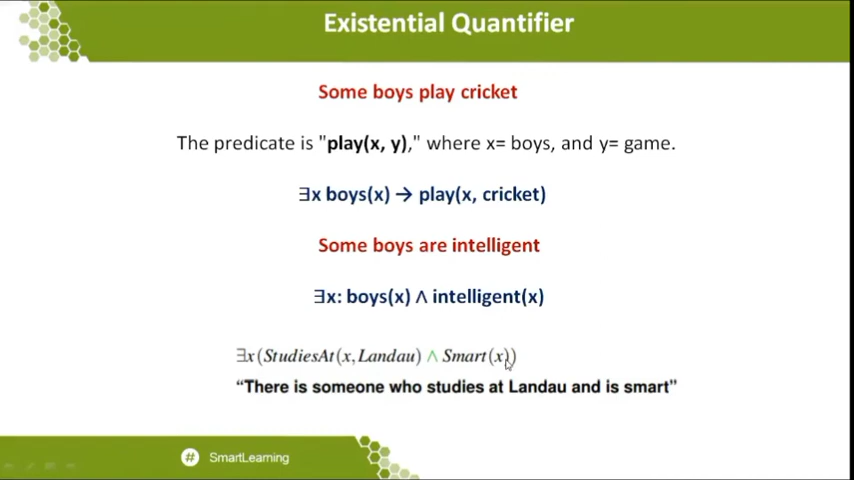 Existential Quantifier
Some boys play cricket
The predicate is "play(x, y)," where x= boys, and y= game.
∃x boys(x) → play(x, cricket)
Some boys are intelligent
∃x: boys(x) ∧ intelligent(x)
∃x(StudiesAt(x,Landau) ∧ Smart(x))
“There is someone who studies at Landau and is smart”
# SmartLearning